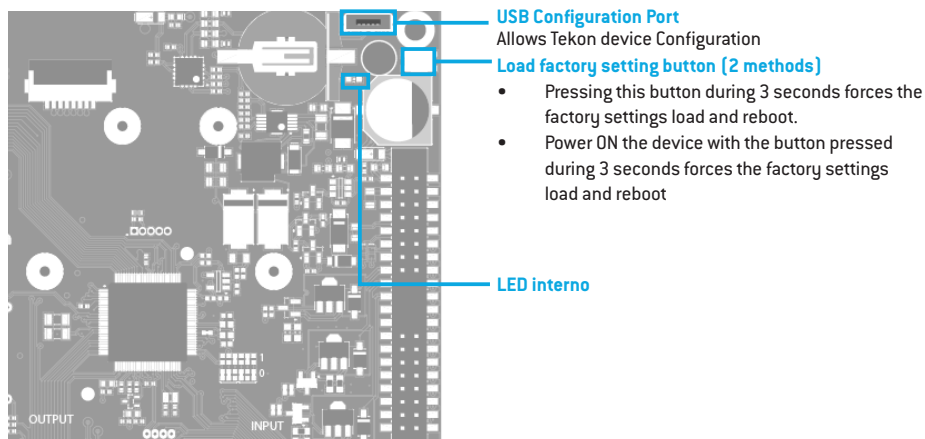 USB Configuration Port
Allows Tekon device Configuration
Load factory setting button (2 methods)
• Pressing this button during 3 seconds forces the
factory settings load and reboot.
• Power ON the device with the button pressed
during 3 seconds forces the factory settings
load and reboot
LED interno
1
0
OUTPUT
INPUT